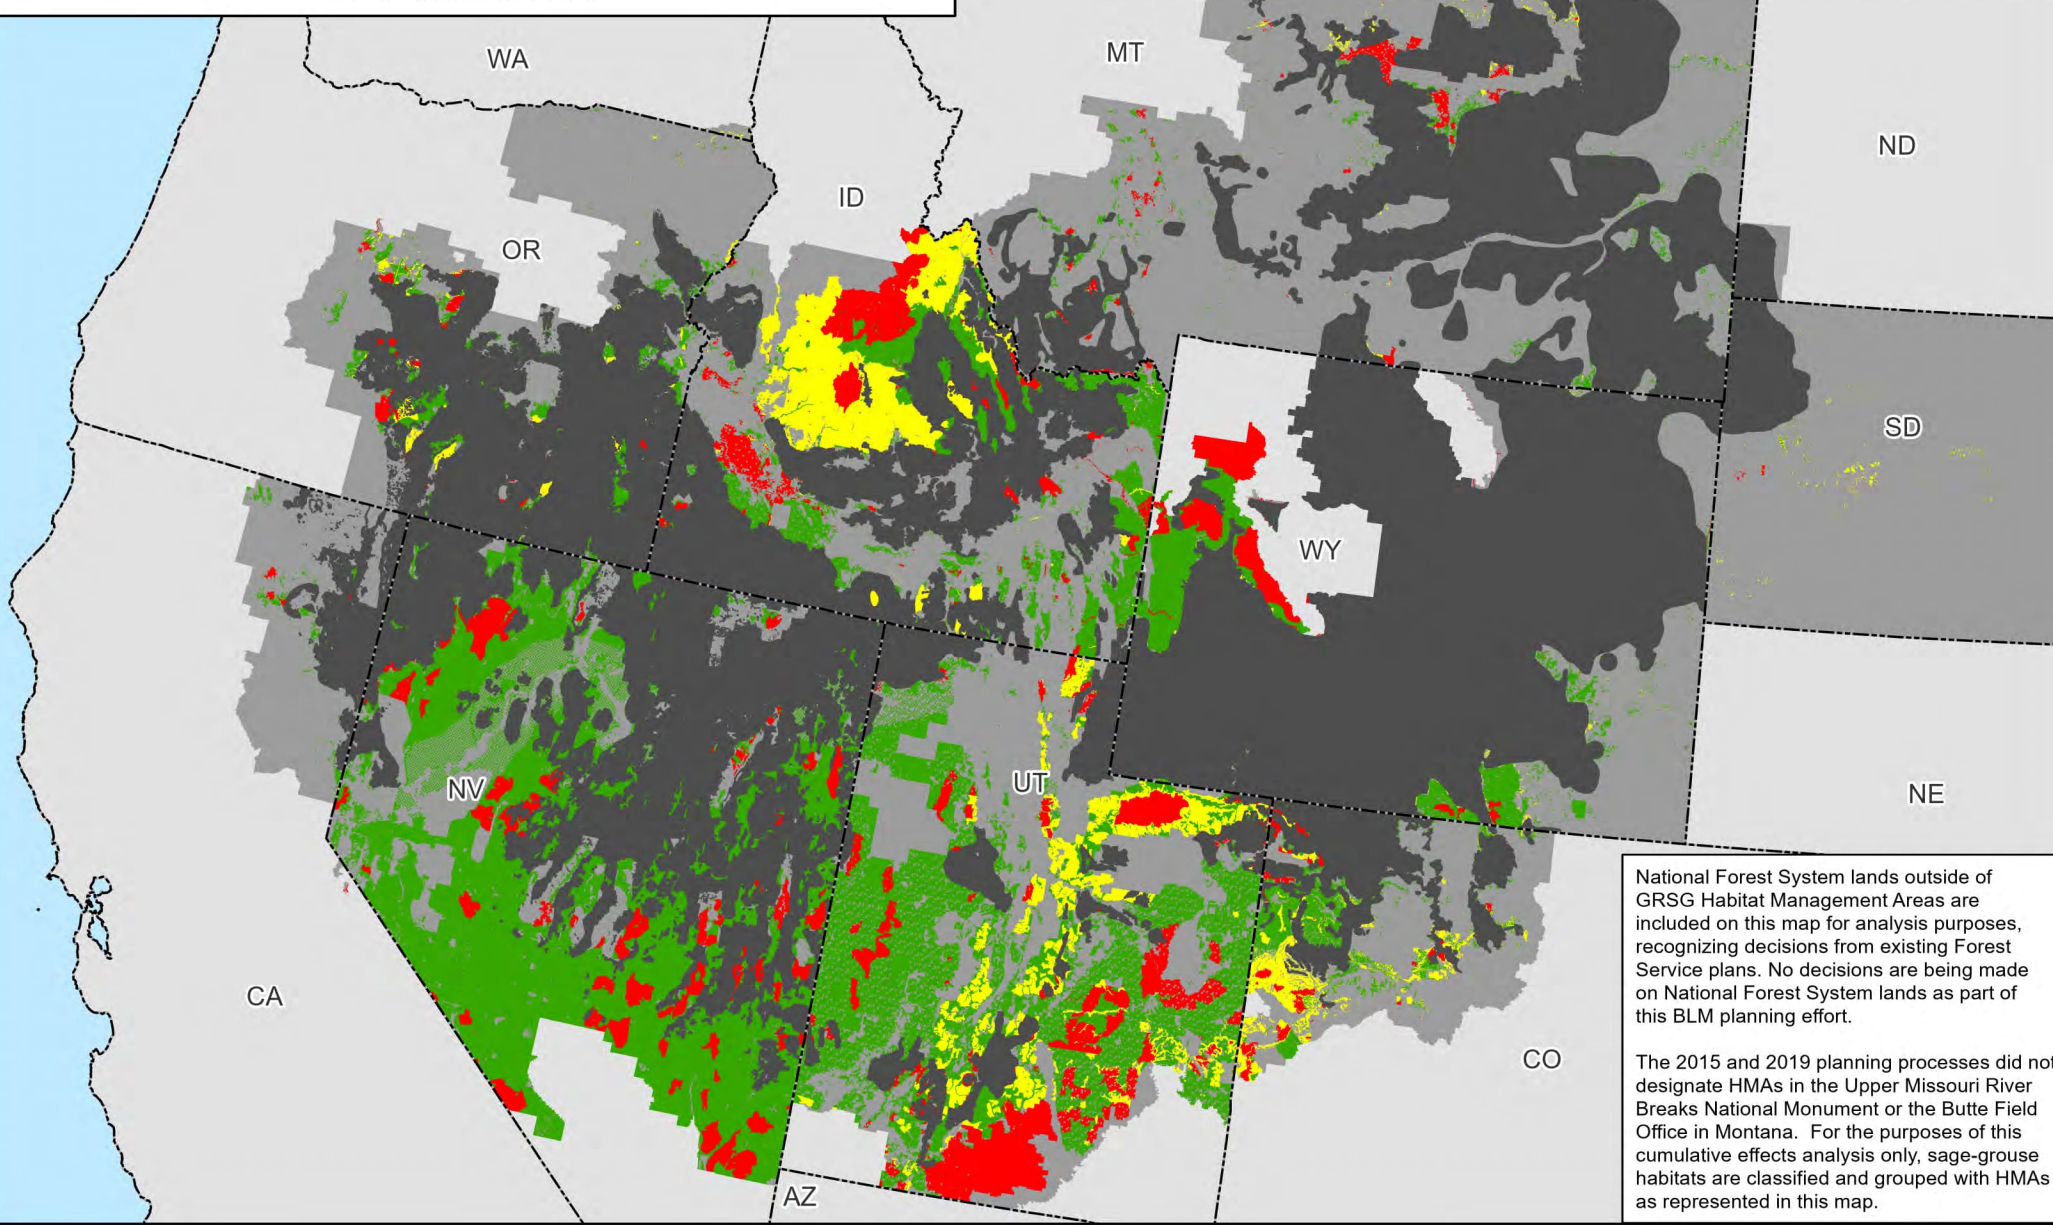 WA
MT
ND
ID
OR
SD
WY
NV
UT
NE
CA
CO
AZ
National Forest System lands outside of
GRSG Habitat Management Areas are
included on this map for analysis purposes,
recognizing decisions from existing Forest
Service plans. No decisions are being made
on National Forest System lands as part of
this BLM planning effort.
The 2015 and 2019 planning processes did not
designate HMAs in the Upper Missouri River
Breaks National Monument or the Butte Field
Office in Montana.  For the purposes of this
cumulative effects analysis only, sage-grouse
habitats are classified and grouped with HMAs
as represented in this map.